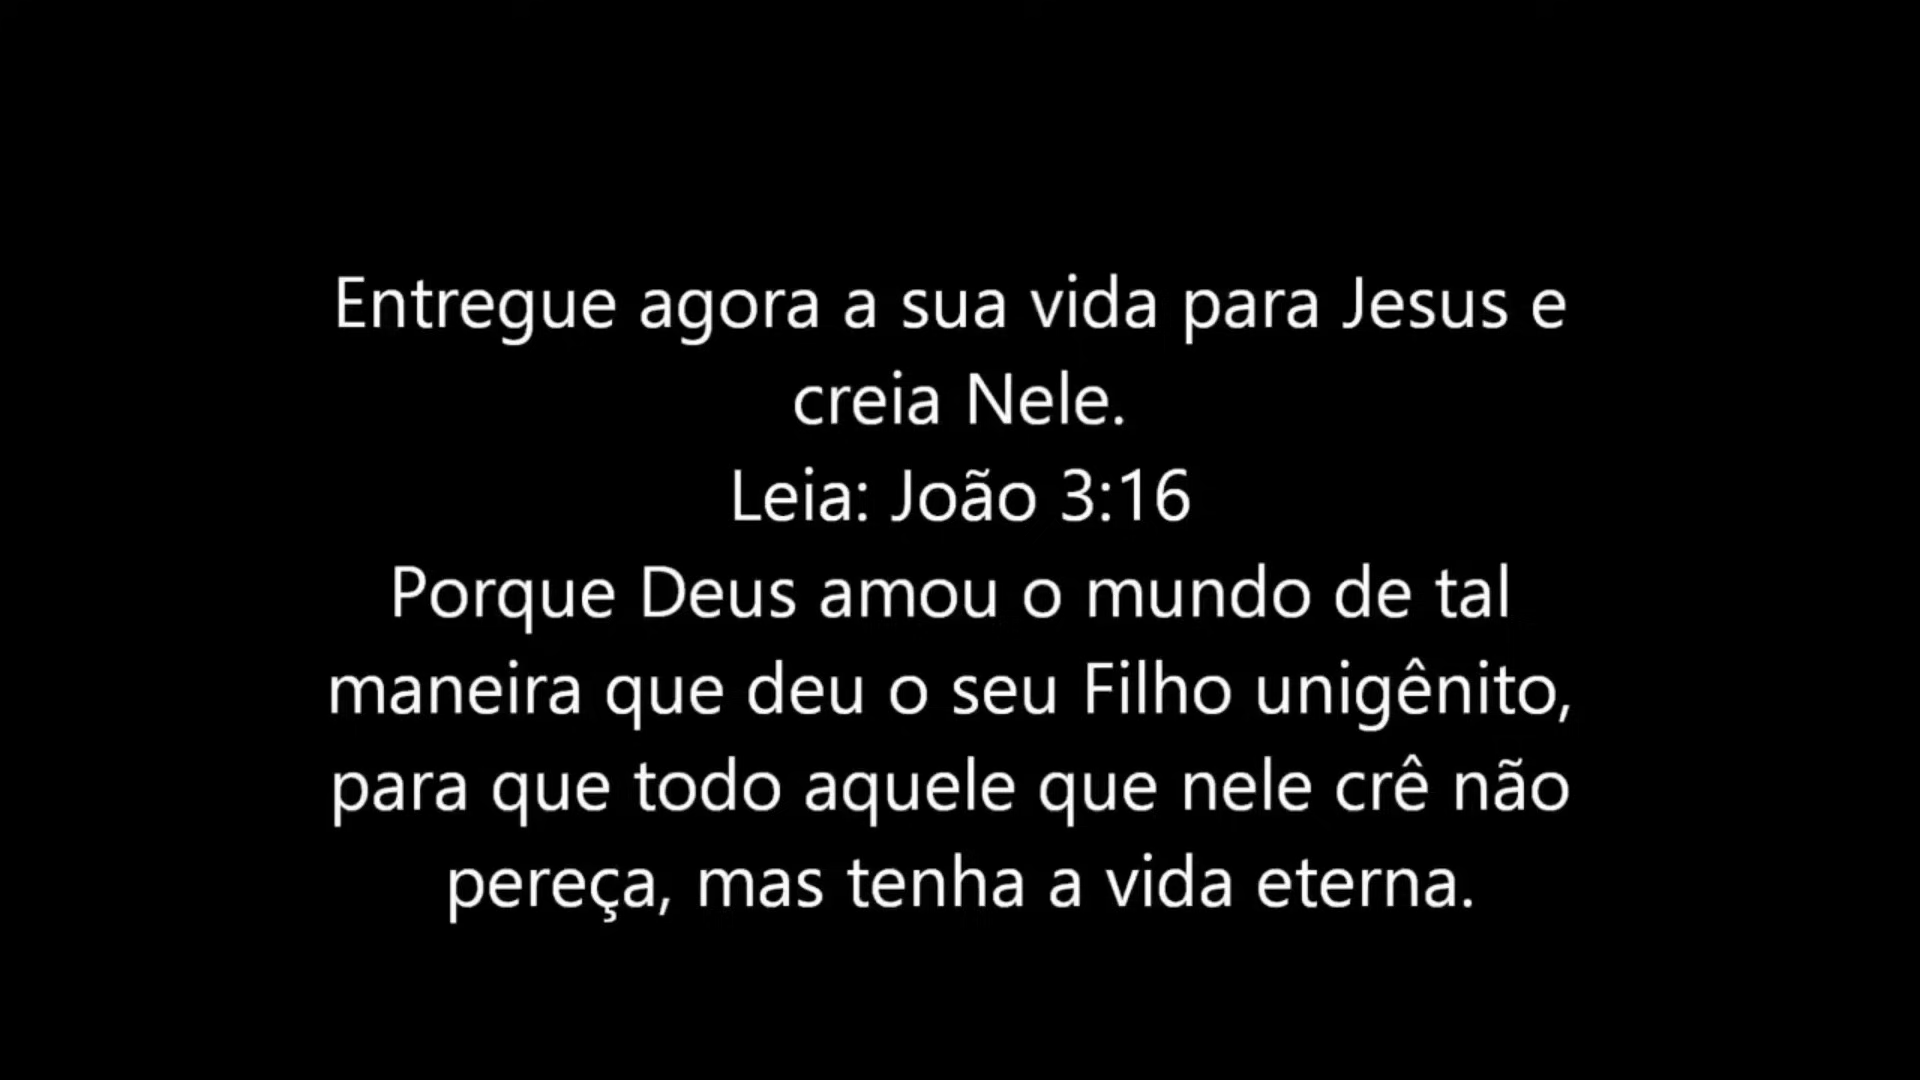 Entregue agora a sua vida para Jesus e
creia Nele.
Leia: João 3:16
Porque Deus amou o mundo de tal
maneira que deu o seu Filho unigênito,
para que todo aquele que nele crê não
pereça, mas tenha a vida eterna.